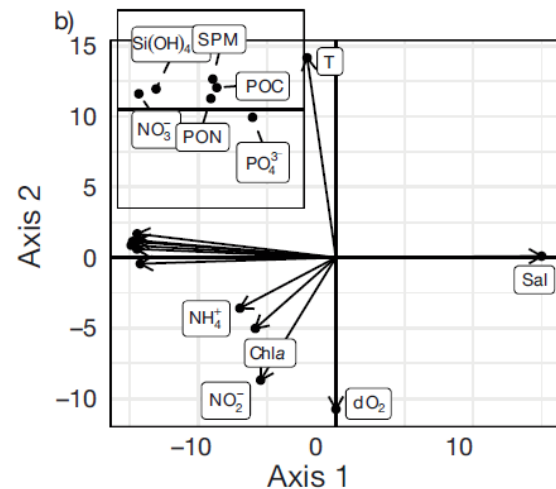 b)
15
Si(OH)4
SPM
T
POC
10
NO3
PON
PO₄³⁻
5
Axis 2
0
Sal
NH₄⁺
−5
Chla
NO₂⁻
dO₂
−10
−10
0
10
Axis 1